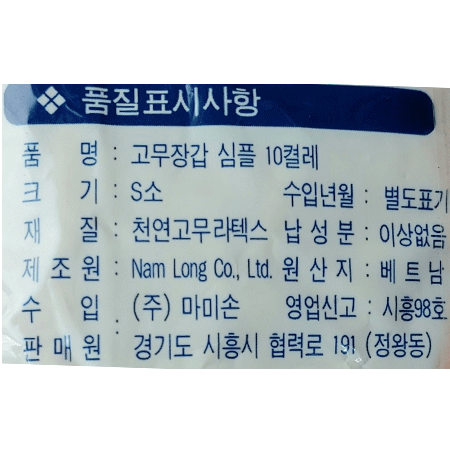 ❖ 품질표시사항
품 명 : 고무장갑 심플 10켤레
크 기 : S소 수입년월 : 별도표기
재 질 : 천연고무라텍스 납성분 : 이상없음
제조원 : Nam Long Co., Ltd. 원산지 : 베트남
수 입 : (주) 마미손 영업신고 : 시흥98호
판매원 : 경기도 시흥시 협력로 191 (정왕동)